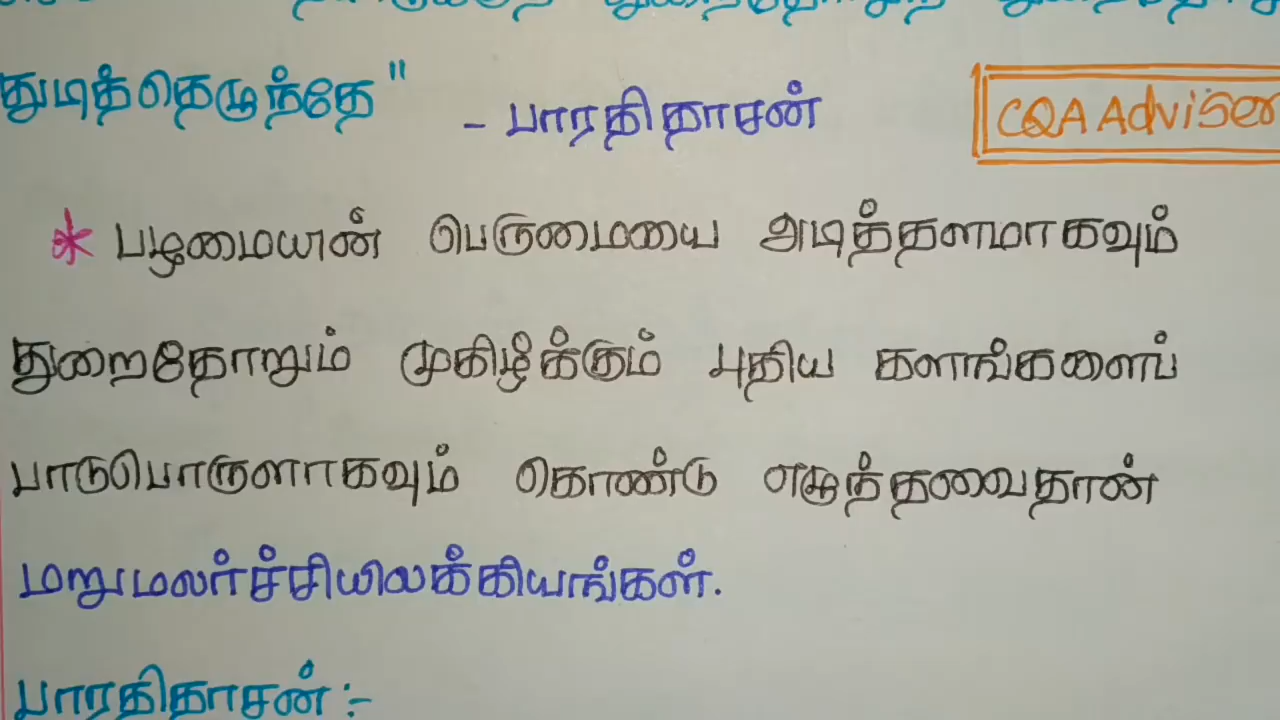 துறைதோறும் துறைதோ
துடித்தெழுந்தே"
- பாரதிதாசன்
CQA Adviser
* பழமையின் பெருமையை அடித்தளமாகவும்
துறைதோறும் முகிழ்க்கும் புதிய களங்களைப்
பாடுபொருளாகவும் கொண்டு எழுந்தவைதான்
மறுமலர்ச்சியிலக்கியங்கள்.
பாரதிதாசன் :-